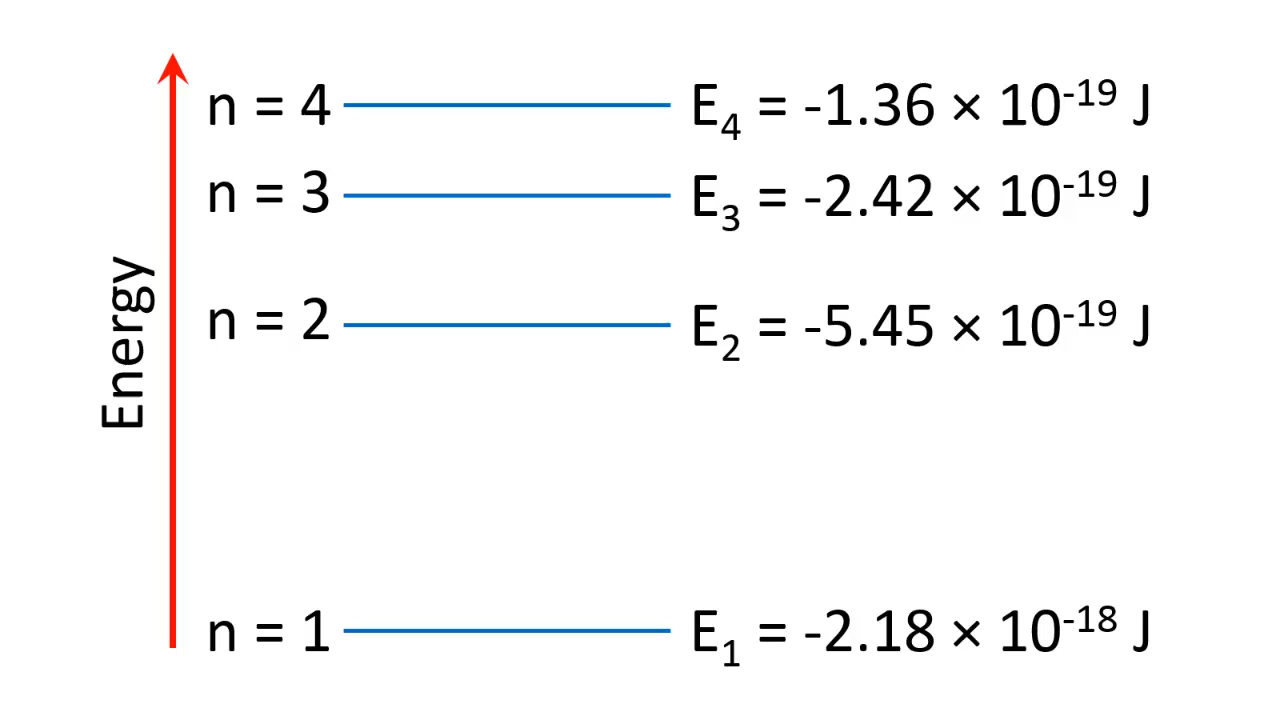 n = 4 E₄ = -1.36 × 10⁻¹⁹ J
n = 3 E₃ = -2.42 × 10⁻¹⁹ J
Energy
n = 2 E₂ = -5.45 × 10⁻¹⁹ J
n = 1 E₁ = -2.18 × 10⁻¹⁸ J